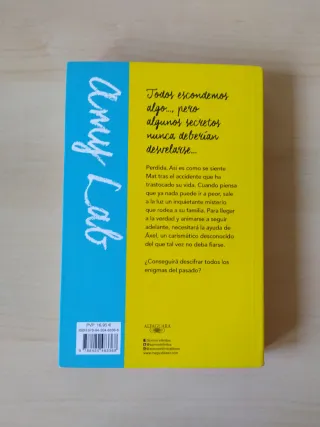 Amy Lab
Todos escondemos
algo..., pero
algunos secretos
nunca deberían
desvelarse...
Perdida. Así es como se siente
Mat tras el accidente que ha
trastocado su vida. Cuando piensa
que ya nada puede ir a peor, sale
a la luz un inquietante misterio
que rodea a su familia. Para llegar
a la verdad y animarse a seguir
adelante, necesitará la ayuda de
Áxel, un carismático desconocido
del que tal vez no deba fiarse.
¿Conseguirá descifrar todos los
enigmas del pasado?
ALFAGUARA